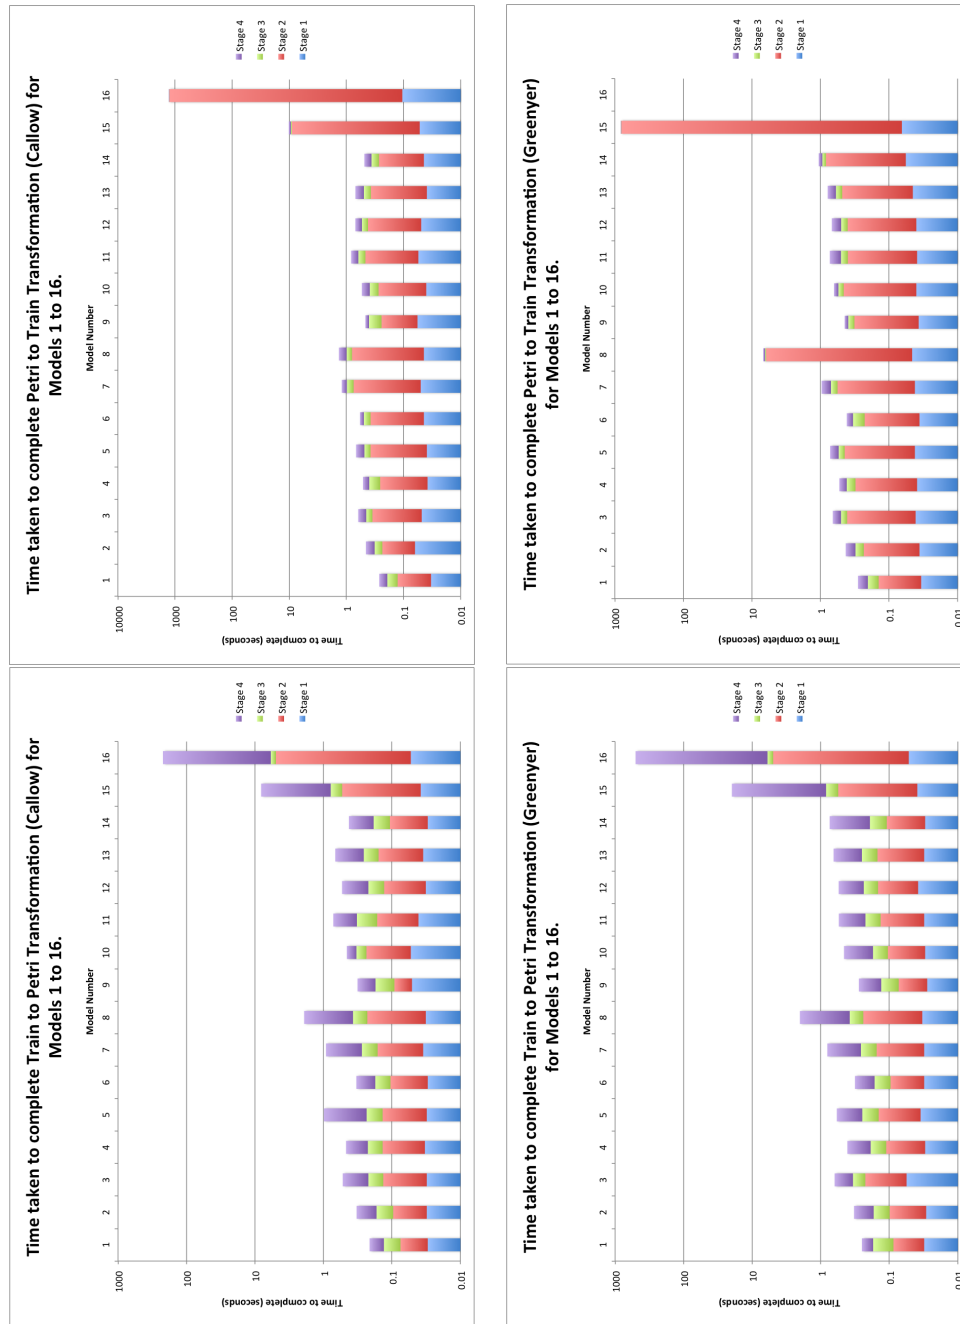 Time taken to complete Train to Petri Transformation (Callow) for
Models 1 to 16.
Model Number
1 2 3 4 5 6 7 8 9 10 11 12 13 14 15 16
1000
100
10
1
0.1
0.01
Time to complete (seconds)
Stage 4
Stage 3
Stage 2
Stage 1
Time taken to complete Petri to Train Transformation (Callow) for
Models 1 to 16.
Model Number
1 2 3 4 5 6 7 8 9 10 11 12 13 14 15 16
10000
1000
100
10
1
0.1
0.01
Time to complete (seconds)
Stage 4
Stage 3
Stage 2
Stage 1
Time taken to complete Train to Petri Transformation (Greenyer)
for Models 1 to 16.
Model Number
1 2 3 4 5 6 7 8 9 10 11 12 13 14 15 16
1000
100
10
1
0.1
0.01
Time to complete (seconds)
Stage 4
Stage 3
Stage 2
Stage 1
Time taken to complete Petri to Train Transformation (Greenyer)
for Models 1 to 16.
Model Number
1 2 3 4 5 6 7 8 9 10 11 12 13 14 15 16
1000
100
10
1
0.1
0.01
Time to complete (seconds)
Stage 4
Stage 3
Stage 2
Stage 1